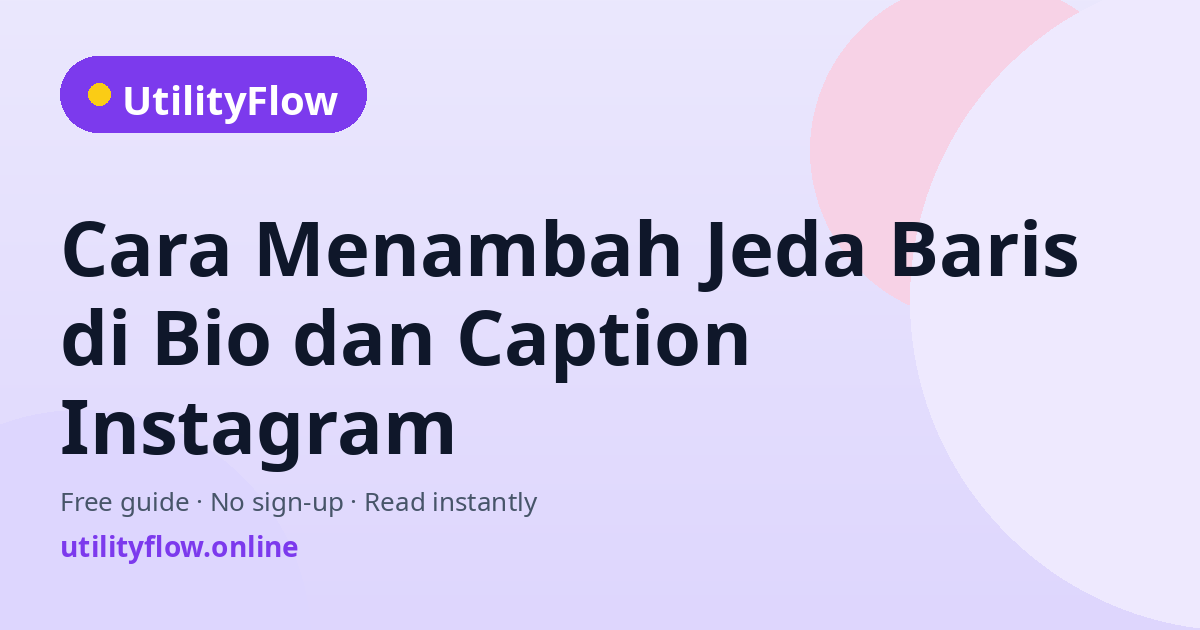 UtilityFlow
Cara Menambah Jeda Baris
di Bio dan Caption
Instagram
Free guide · No sign-up · Read instantly
utilityflow.online